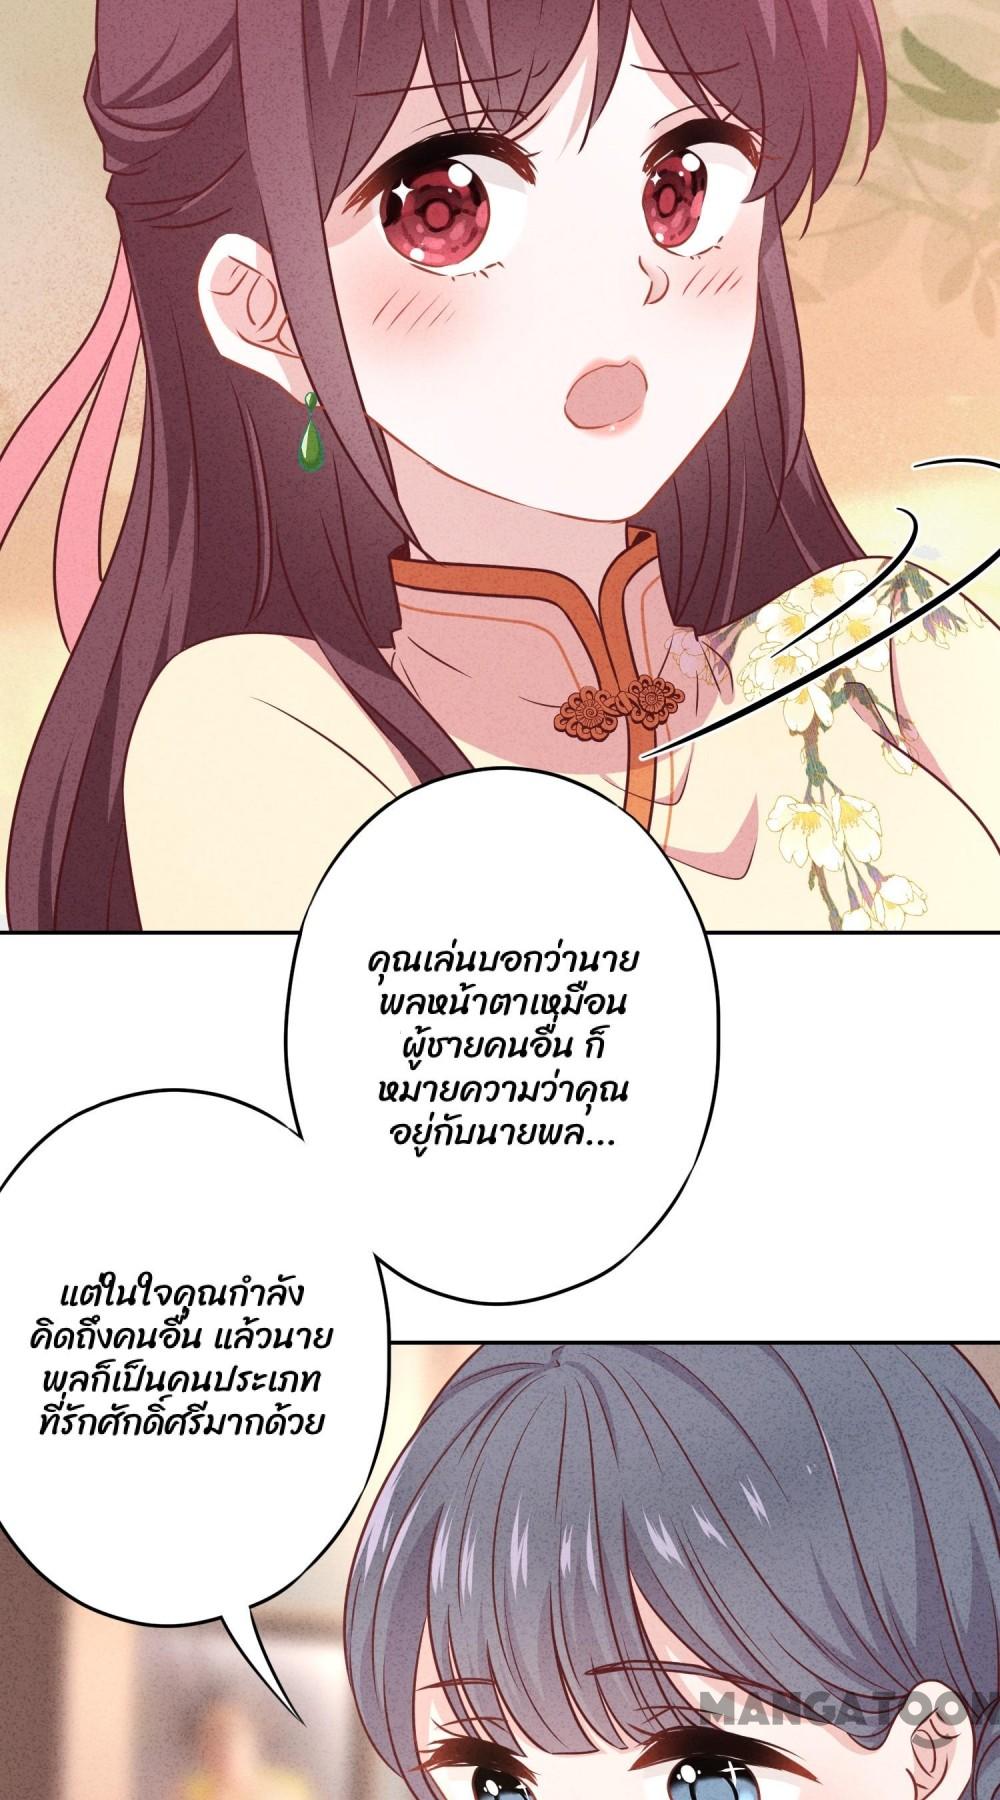 คุณเล่นบอกว่านาย
พลหน้าตาเหมือน
ผู้ชายคนอื่น ก็
หมายความว่าคุณ
อยู่กับนายพล...
แต่ในใจคุณกำลัง
คิดถึงคนอื่น แล้วนาย
พลก็เป็นคนประเภท
ที่รักศักดิ์ศรีมากด้วย
MANGATOON